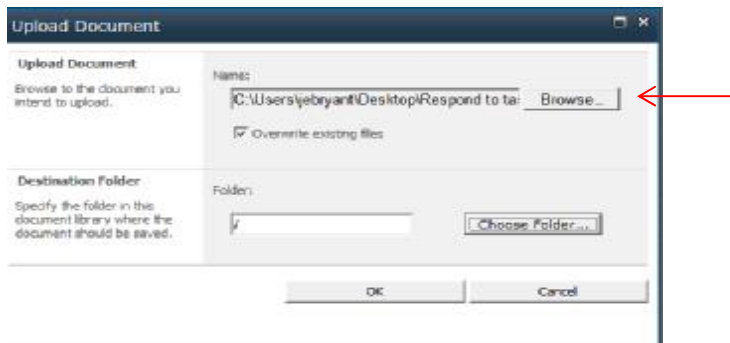 Upload Document
Upload Document
Browse to the document you
intend to upload.
Name:
C:\Users\jebryant\Desktop\Respond to ta
Browse...
Overwrite existing files
Destination Folder
Specify the folder in this
document library where the
document should be saved.
Folder:
/
Choose Folder...
OK
Cancel